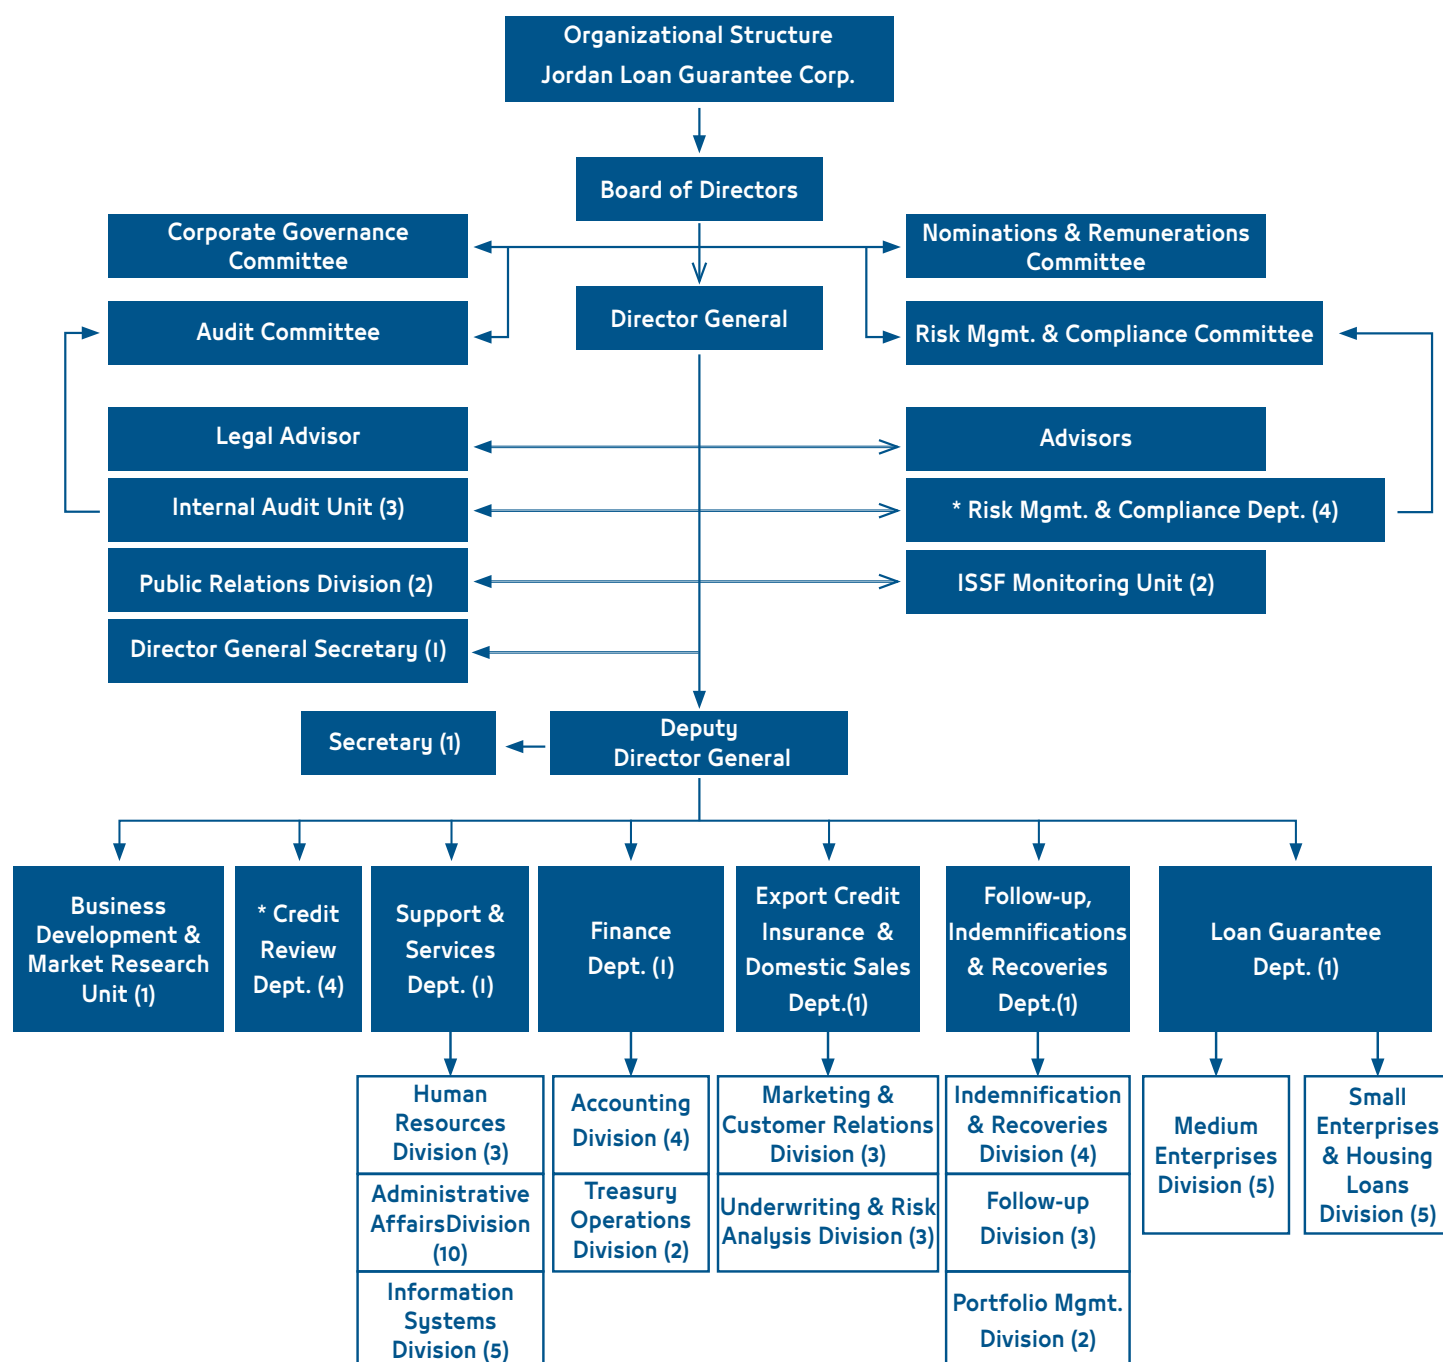 Organizational Structure
Jordan Loan Guarantee Corp.
Board of Directors
Corporate Governance
Committee
Nominations & Remunerations
Committee
Director General
Audit Committee
Risk Mgmt. & Compliance Committee
Legal Advisor
Advisors
Internal Audit Unit (3)
* Risk Mgmt. & Compliance Dept. (4)
Public Relations Division (2)
ISSF Monitoring Unit (2)
Director General Secretary (1)
Secretary (1)
Deputy
Director General
Business
Development &
Market Research
Unit (1)
* Credit
Review
Dept. (4)
Support &
Services
Dept. (1)
Finance
Dept. (1)
Export Credit
Insurance &
Domestic Sales
Dept.(1)
Follow-up,
Indemnifications
& Recoveries
Dept.(1)
Loan Guarantee
Dept. (1)
Human
Resources
Division (3)
Administrative
AffairsDivision
(10)
Information
Systems
Division (5)
Accounting
Division (4)
Treasury
Operations
Division (2)
Marketing &
Customer Relations
Division (3)
Underwriting & Risk
Analysis Division (3)
Indemnification
& Recoveries
Division (4)
Follow-up
Division (3)
Portfolio Mgmt.
Division (2)
Medium
Enterprises
Division (5)
Small
Enterprises
& Housing
Loans
Division (5)